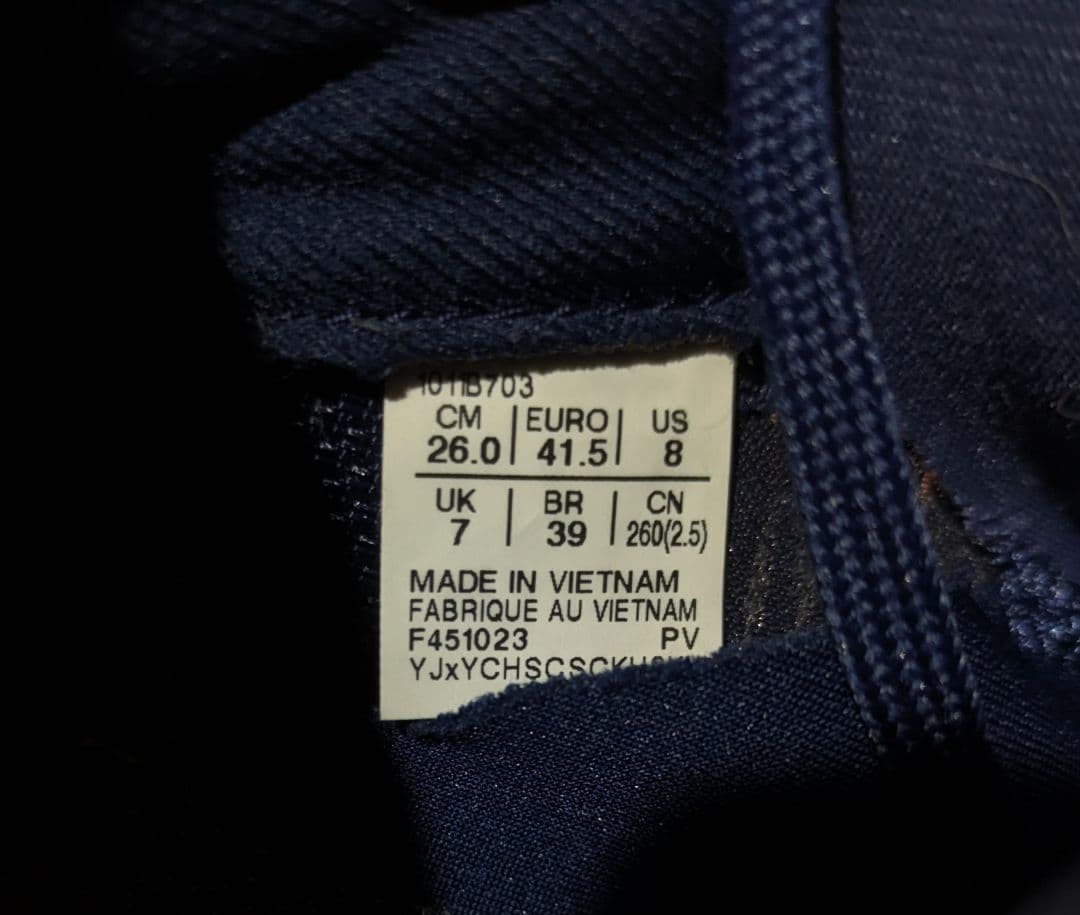 1011B703
CM | EURO | US
26.0 | 41.5 | 8
UK | BR | CN
7 | 39 | 260(2.5)
MADE IN VIETNAM
FABRIQUE AU VIETNAM
F451023 PV